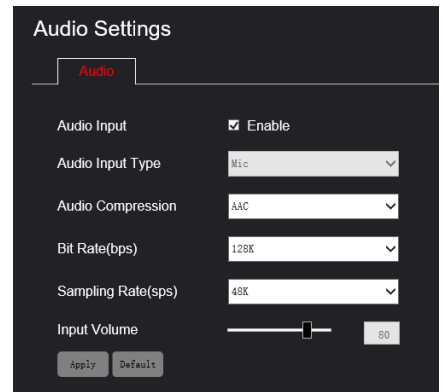 Audio Settings
Audio
Audio Input Enable
Audio Input Type Mic
Audio Compression AAC
Bit Rate(bps) 128K
Sampling Rate(sps) 48K
Input Volume 80
Apply Default